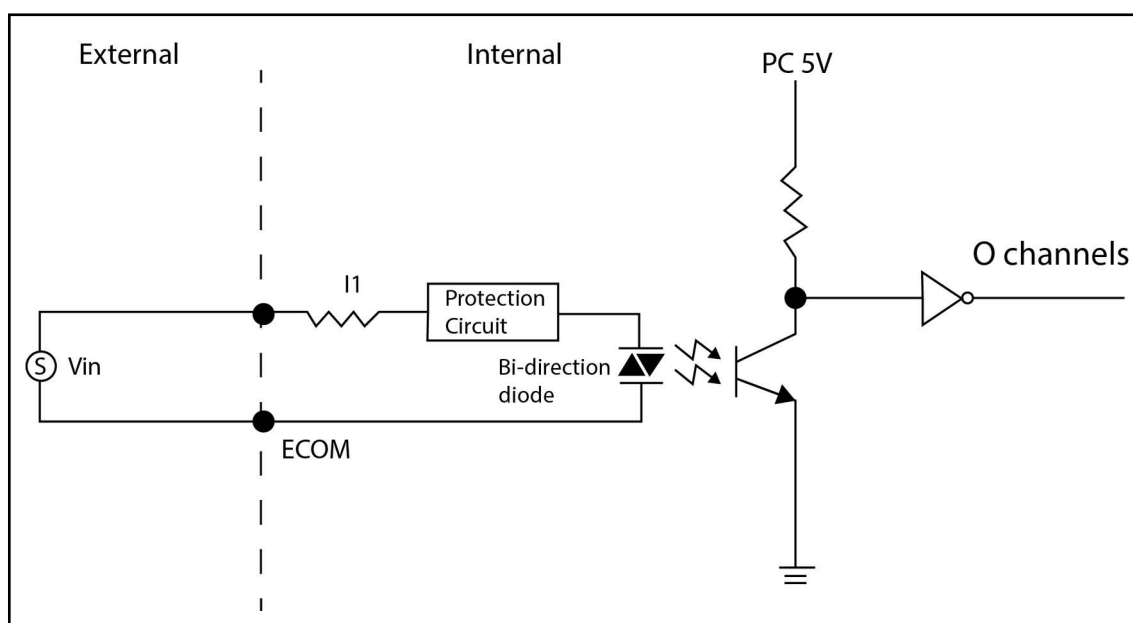 External
Internal
PC 5V
O channels
I1
Protection
Circuit
S
Vin
Bi-direction
diode
ECOM